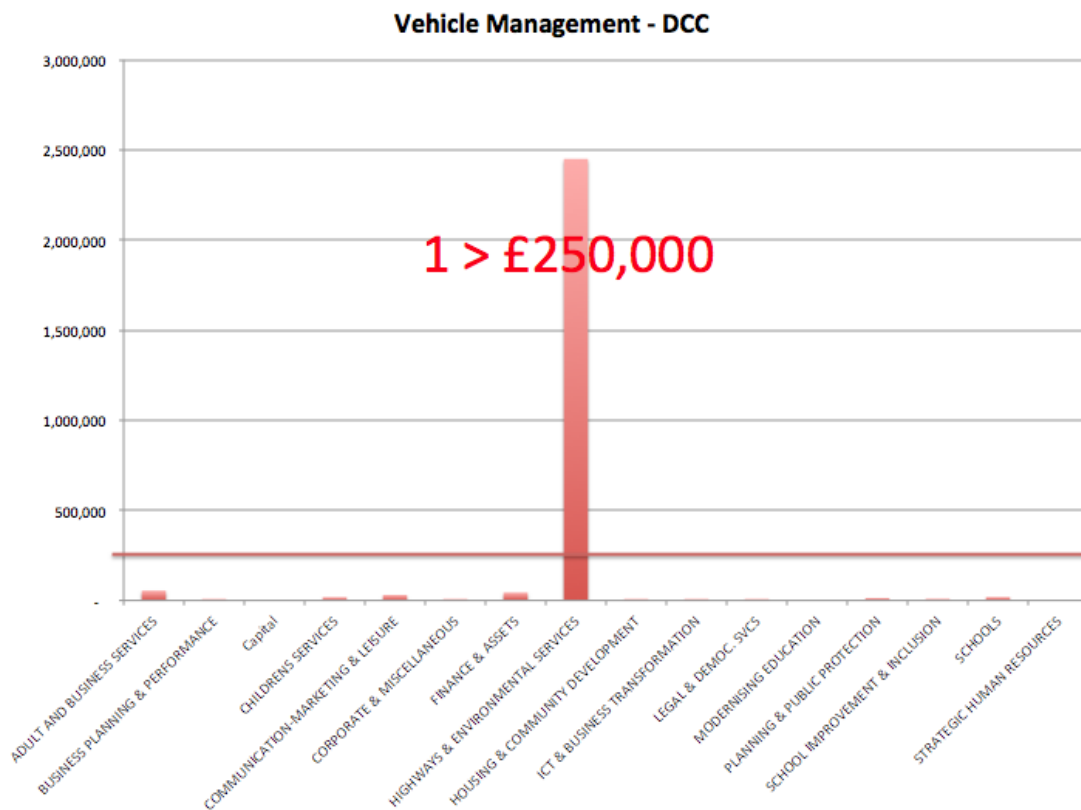 Vehicle Management - DCC
3,000,000
2,500,000
2,000,000
1 > £250,000
1,500,000
1,000,000
500,000
-
ADULT AND BUSINESS SERVICES
BUSINESS PLANNING & PERFORMANCE
Capital
CHILDRENS SERVICES
COMMUNICATION-MARKETING & LEISURE
CORPORATE & MISCELLANEOUS
FINANCE & ASSETS
HIGHWAYS & ENVIRONMENTAL SERVICES
HOUSING & COMMUNITY DEVELOPMENT
ICT & BUSINESS TRANSFORMATION
LEGAL & DEMOC. SVCS
MODERNISING EDUCATION
PLANNING & PUBLIC PROTECTION
SCHOOL IMPROVEMENT & INCLUSION
SCHOOLS
STRATEGIC HUMAN RESOURCES